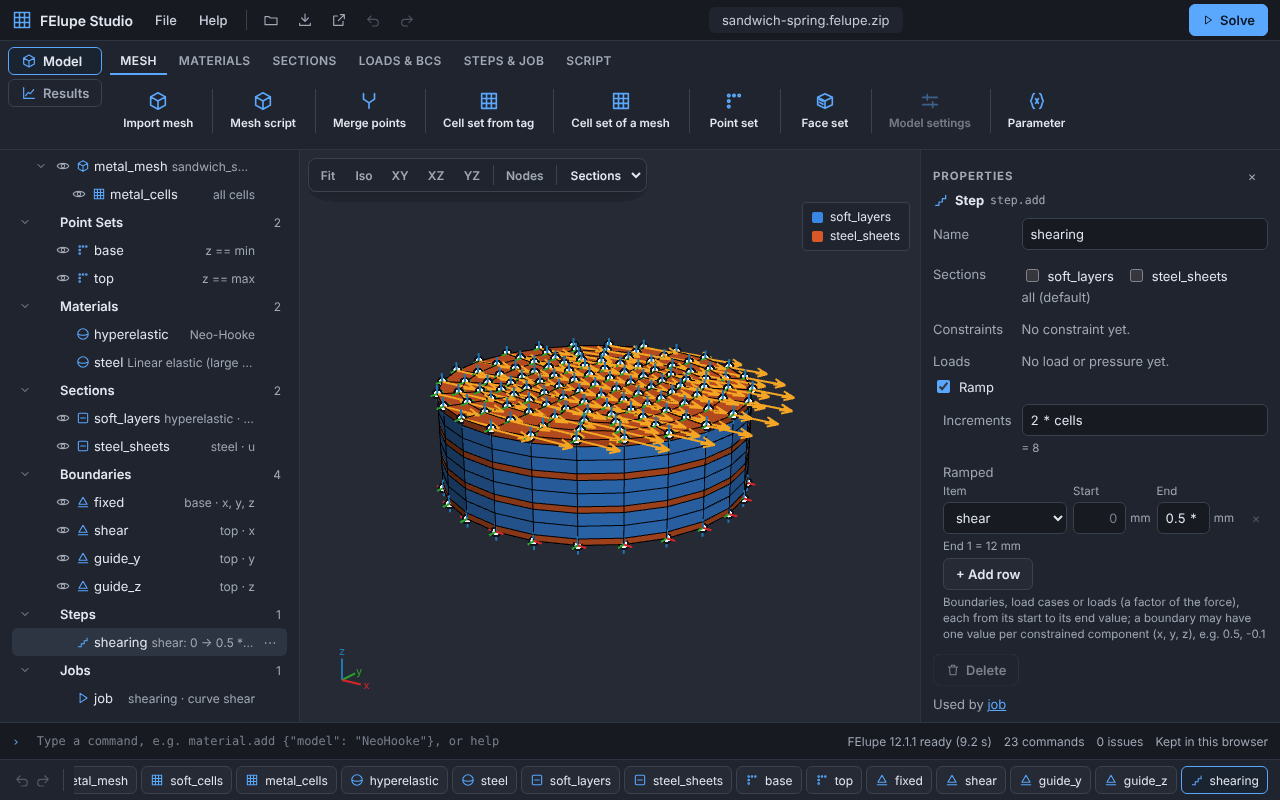 FElupe Studio File Help sandwich-spring.felupe.zip Solve
Model MESH MATERIALS SECTIONS LOADS & BCS STEPS & JOB SCRIPT
Results
Import mesh Mesh script Merge points Cell set from tag Cell set of a mesh Point set Face set Model settings Parameter
metal_mesh sandwich_s...
metal_cells all cells
Point Sets 2
base z == min
top z == max
Materials 2
hyperelastic Neo-Hooke
steel Linear elastic (large ...
Sections 2
soft_layers hyperelastic · ...
steel_sheets steel · u
Boundaries 4
fixed base · x, y, z
shear top · x
guide_y top · y
guide_z top · z
Steps 1
shearing shear: 0 → 0.5 *... ···
Jobs 1
job shearing · curve shear
Fit Iso XY XZ YZ Nodes Sections
soft_layers
steel_sheets
z
y
x
PROPERTIES ×
Step step.add
Name shearing
Sections soft_layers steel_sheets
all (default)
Constraints No constraint yet.
Loads No load or pressure yet.
Ramp
Increments 2 * cells
= 8
Ramped
Item Start End
shear 0 mm 0.5 * mm ×
End 1 = 12 mm
+ Add row
Boundaries, load cases or loads (a factor of the force),
each from its start to its end value; a boundary may have
one value per constrained component (x, y, z), e.g. 0.5, -0.1
Delete
Used by job
› Type a command, e.g. material.add {"model": "NeoHooke"}, or help FElupe 12.1.1 ready (9.2 s) 23 commands 0 issues Kept in this browser
etal_mesh soft_cells metal_cells hyperelastic steel soft_layers steel_sheets base top fixed shear guide_y guide_z shearing